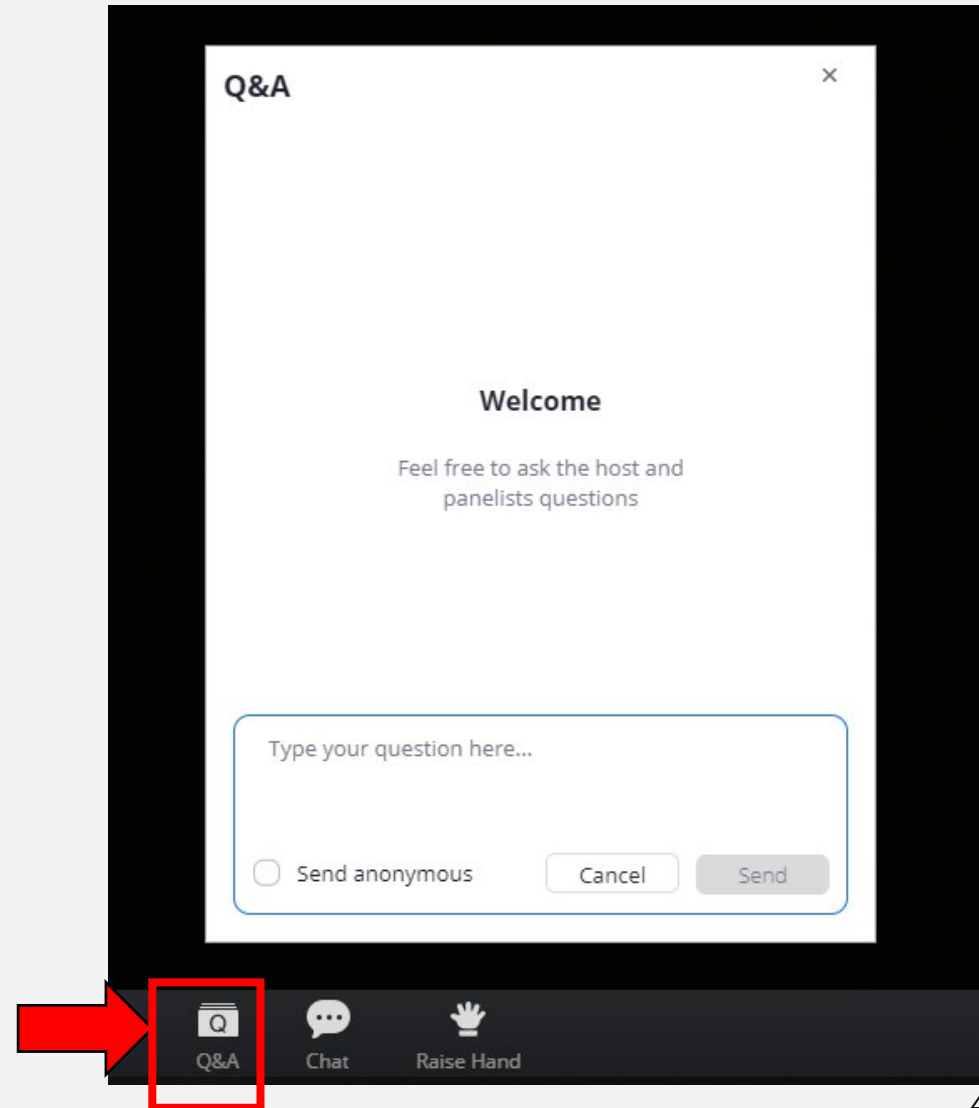 Q&A
Welcome
Feel free to ask the host and
panelists questions
Type your question here...
Send anonymous Cancel Send
Q
Q&A Chat Raise Hand